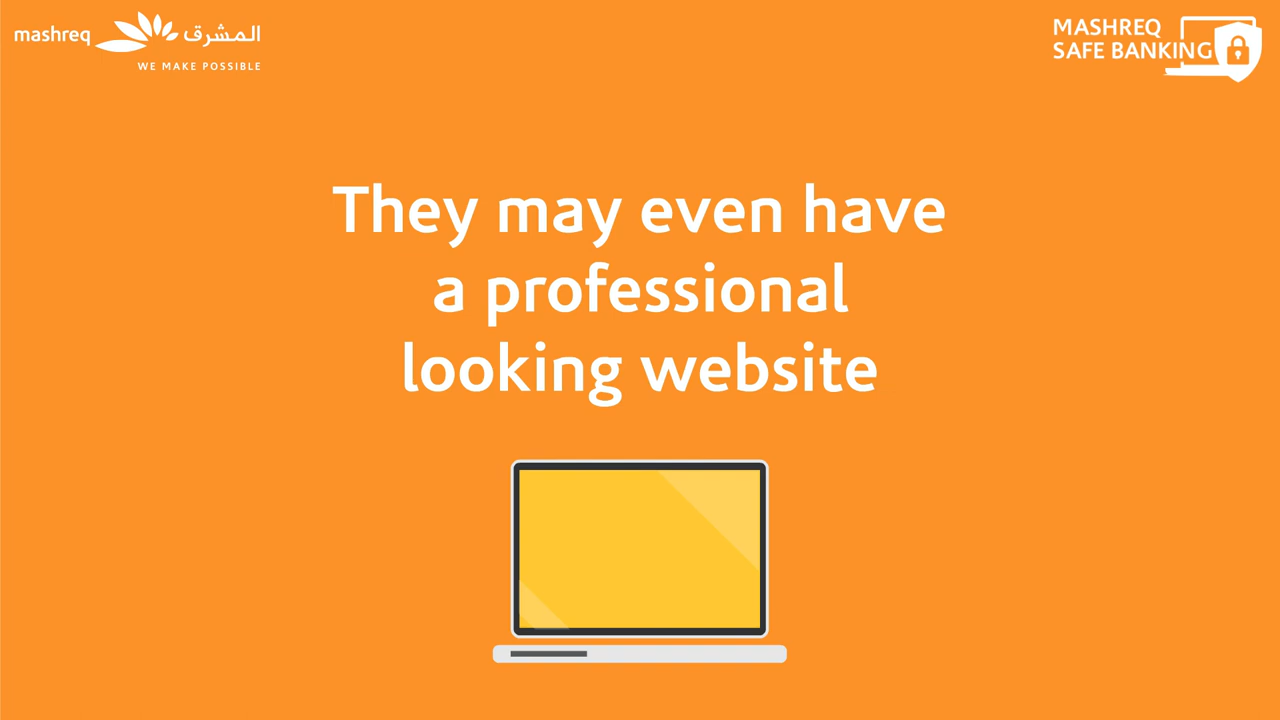 mashreq المشرق
WE MAKE POSSIBLE
MASHREQ
SAFE BANKING
They may even have
a professional
looking website